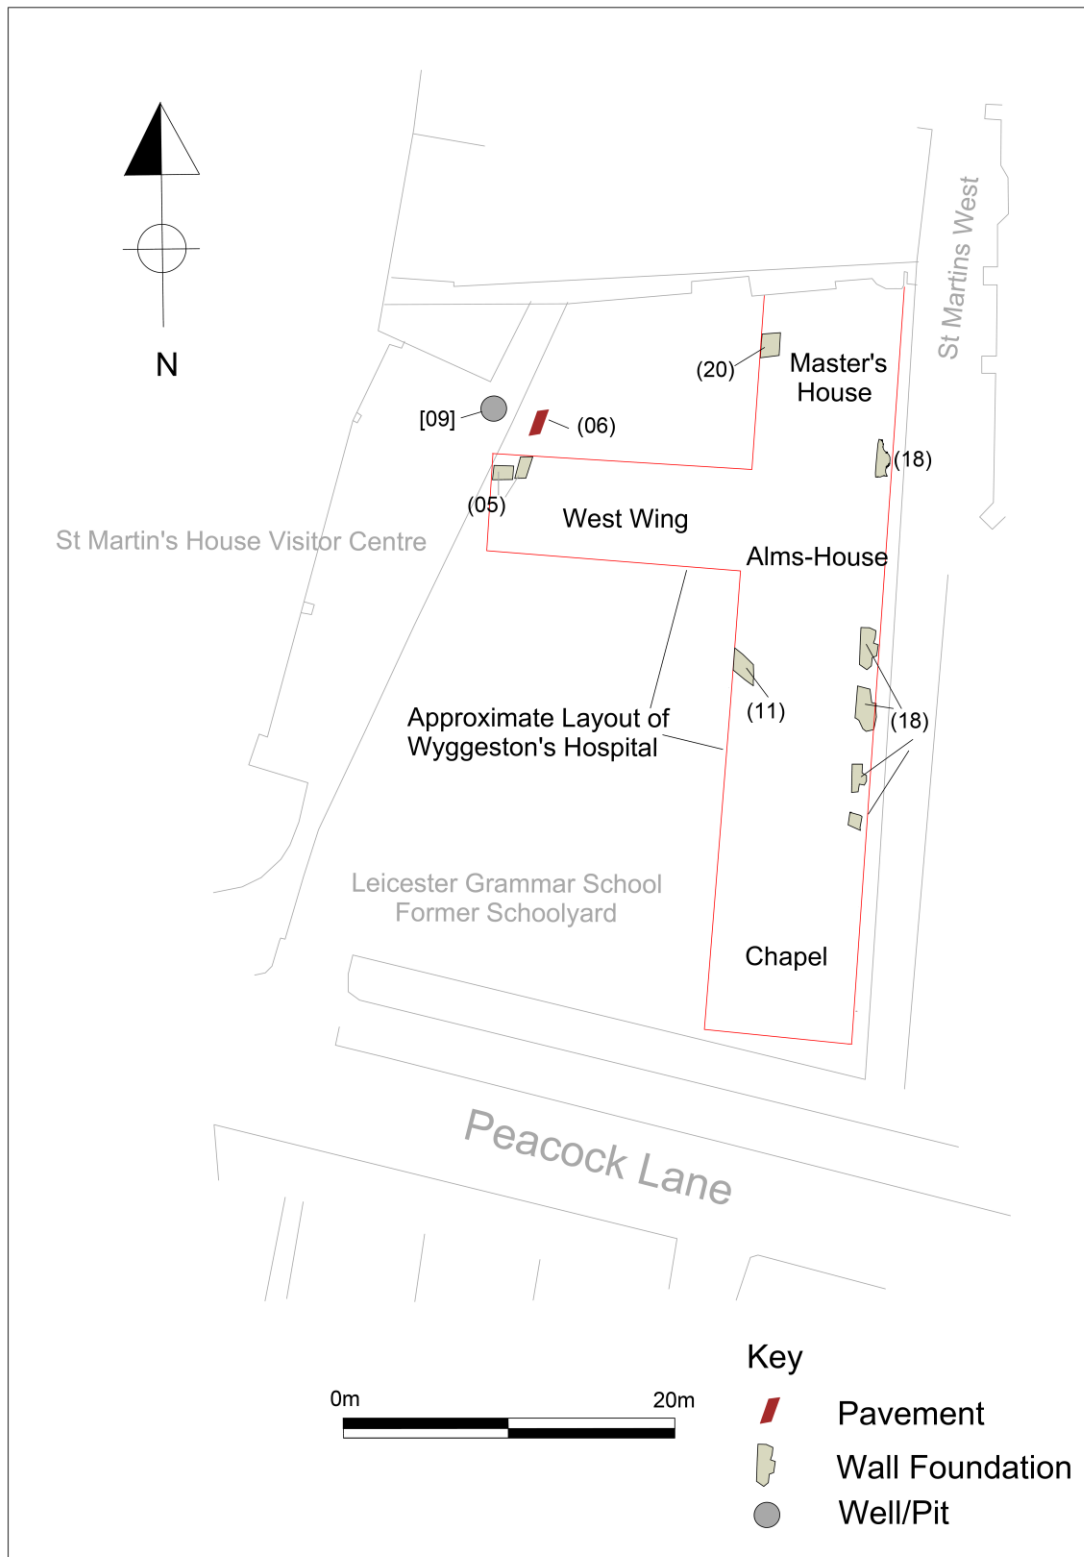 N
St Martins West
(20)
Master's
House
[09]
(06)
(18)
(05)
West Wing
St Martin's House Visitor Centre
Alms-House
(11)
Approximate Layout of
Wyggeston's Hospital
(18)
Leicester Grammar School
Former Schoolyard
Chapel
Peacock Lane
Key
0m
20m
Pavement
Wall Foundation
Well/Pit